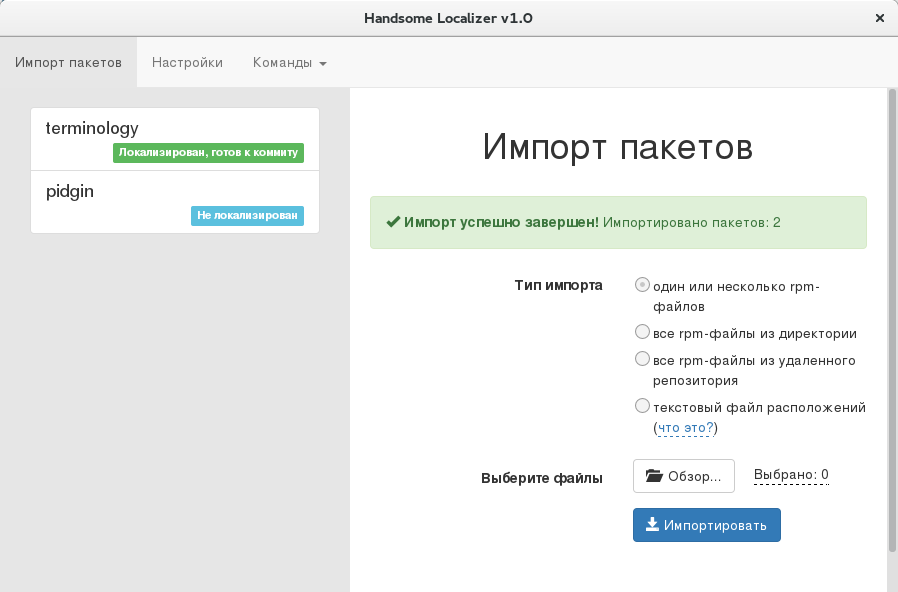 Handsome Localizer v1.0
Импорт пакетов
Настройки
Команды
terminology
Локализирован, готов к коммиту
pidgin
Не локализирован
Импорт пакетов
Импорт успешно завершен! Импортировано пакетов: 2
Тип импорта
один или несколько rpm-
файлов
все rpm-файлы из директории
все rpm-файлы из удаленного
репозитория
текстовый файл расположений
(что это?)
Выберите файлы
Обзор...
Выбрано: 0
Импортировать